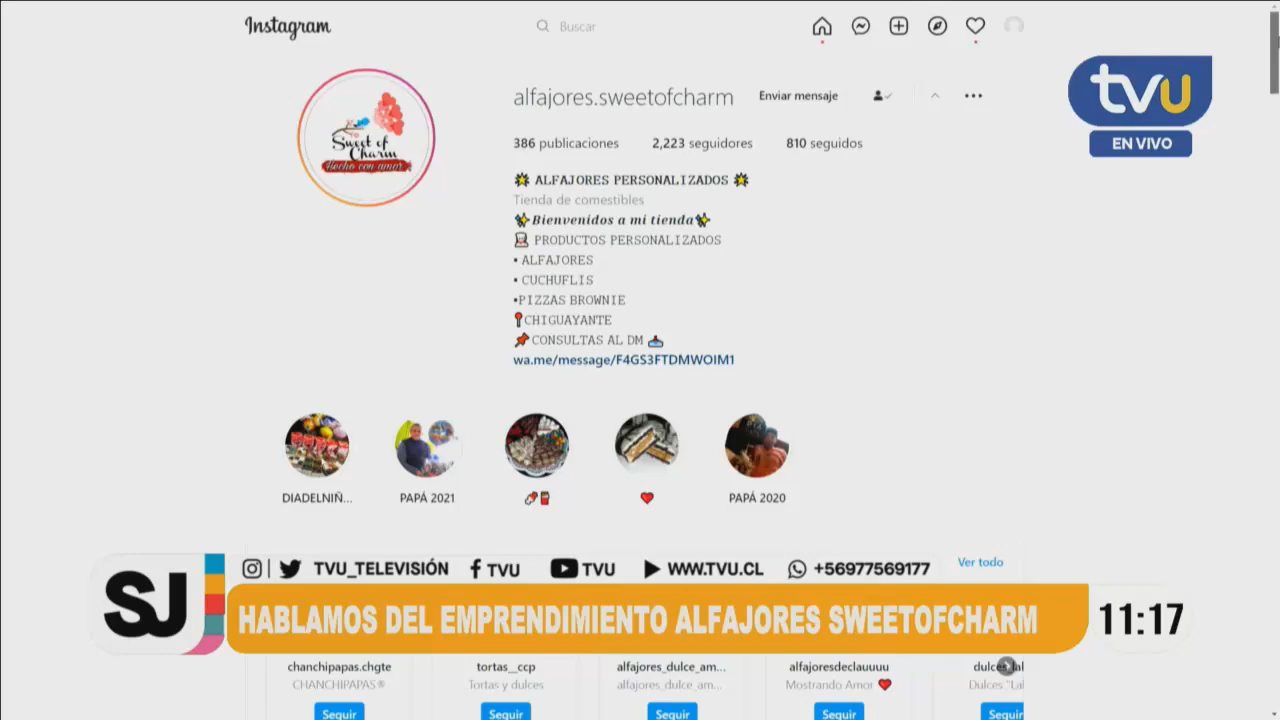 Instagram
Buscar
alfajores.sweetofcharm
Enviar mensaje
tvu
EN VIVO
Sweet of
Charm
Hecho con amor
386 publicaciones
2,223 seguidores
810 seguidos
ALFAJORES PERSONALIZADOS
Tienda de comestibles
Bienvenidos a mi tienda
PRODUCTOS PERSONALIZADOS
• ALFAJORES
• CUCHUFLIS
•PIZZAS BROWNIE
CHIGUAYANTE
CONSULTAS AL DM
wa.me/message/F4GS3FTDMWOIM1
DIADELNIÑ...
PAPÁ 2021
PAPÁ 2020
TVU_TELEVISIÓN
TVU
TVU
WWW.TVU.CL
+56977569177
Ver todo
SJ
HABLAMOS DEL EMPRENDIMIENTO ALFAJORES SWEETOFCHARM
11:17
chanchipapas.chgte
CHANCHIPAPAS®
Seguir
tortas__ccp
Tortas y dulces
Seguir
alfajores_dulce_am...
alfajores_dulce_am...
Seguir
alfajoresdeclauuuu
Mostrando Amor
Seguir
dulces_lal
Dulces "Lal
Seguir